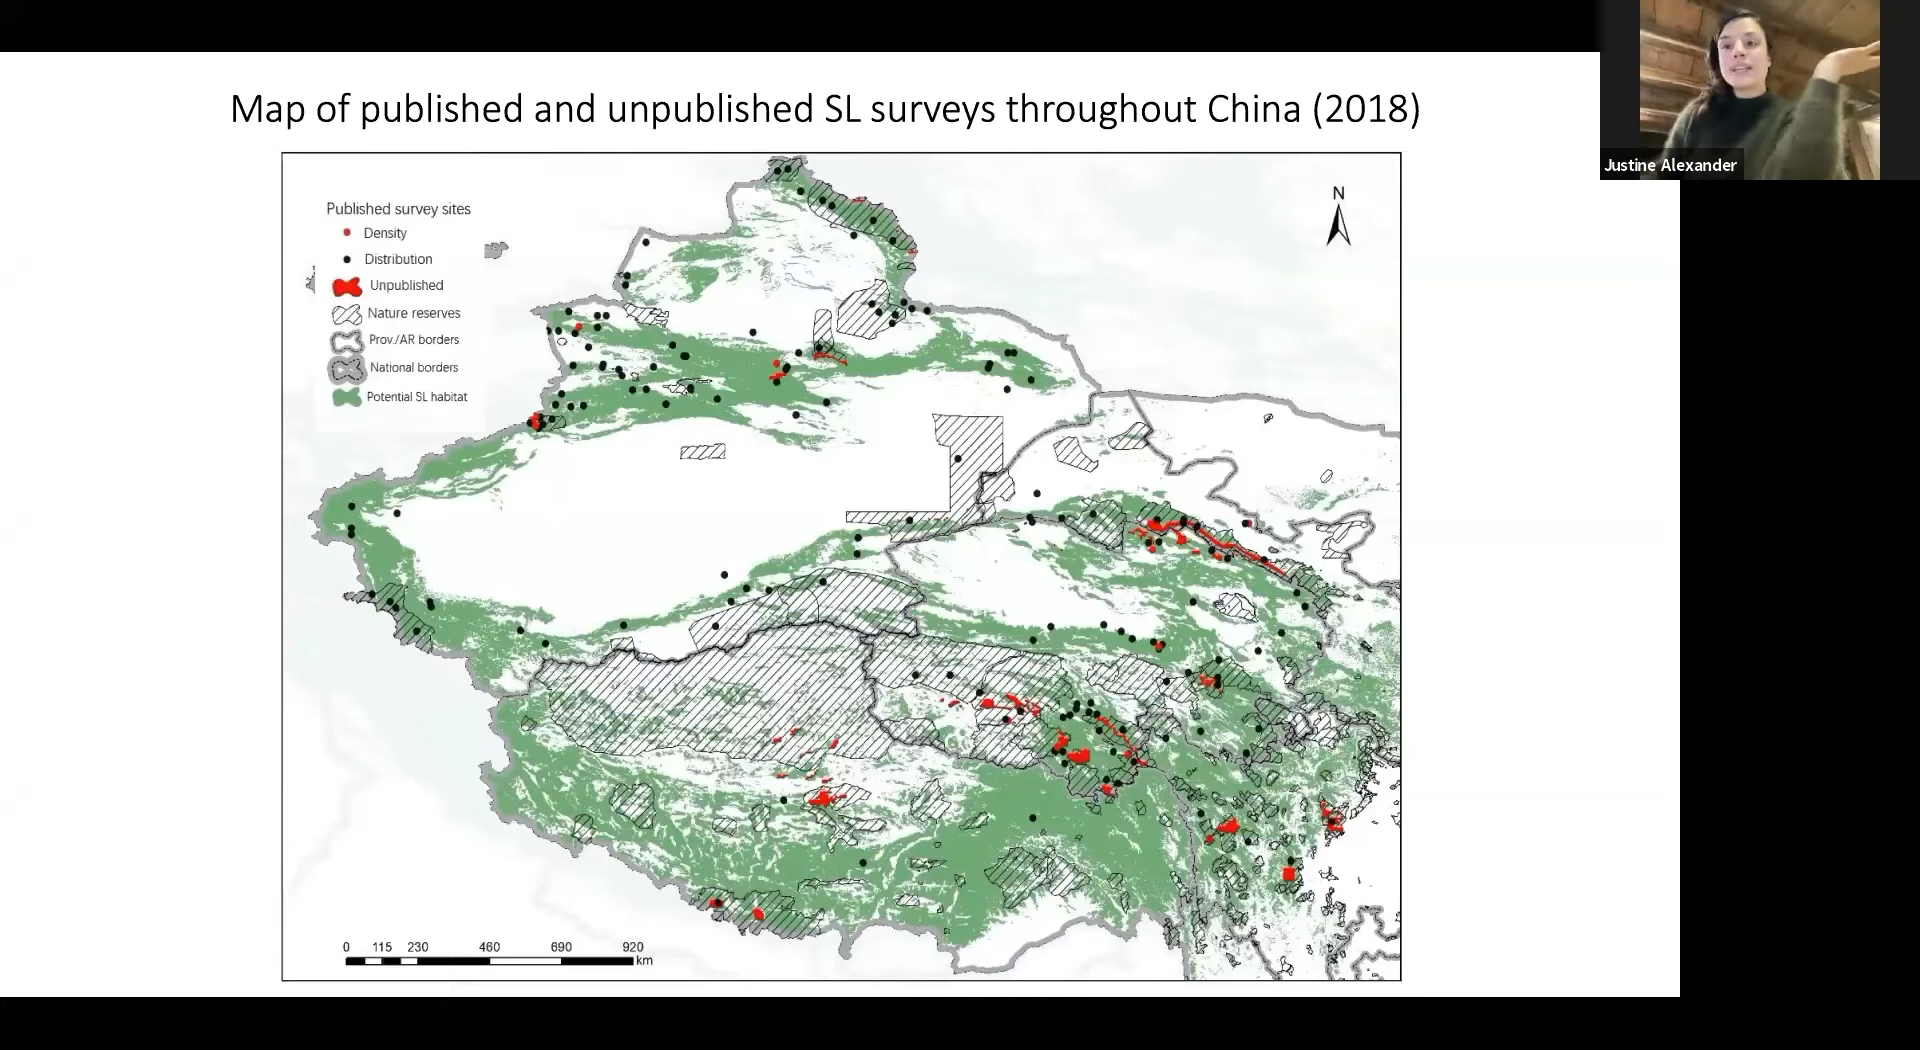 Map of published and unpublished SL surveys throughout China (2018)
Justine Alexander
N
Published survey sites
Density
Distribution
Unpublished
Nature reserves
Prov./AR borders
National borders
Potential SL habitat
0 115 230 460 690 920
km